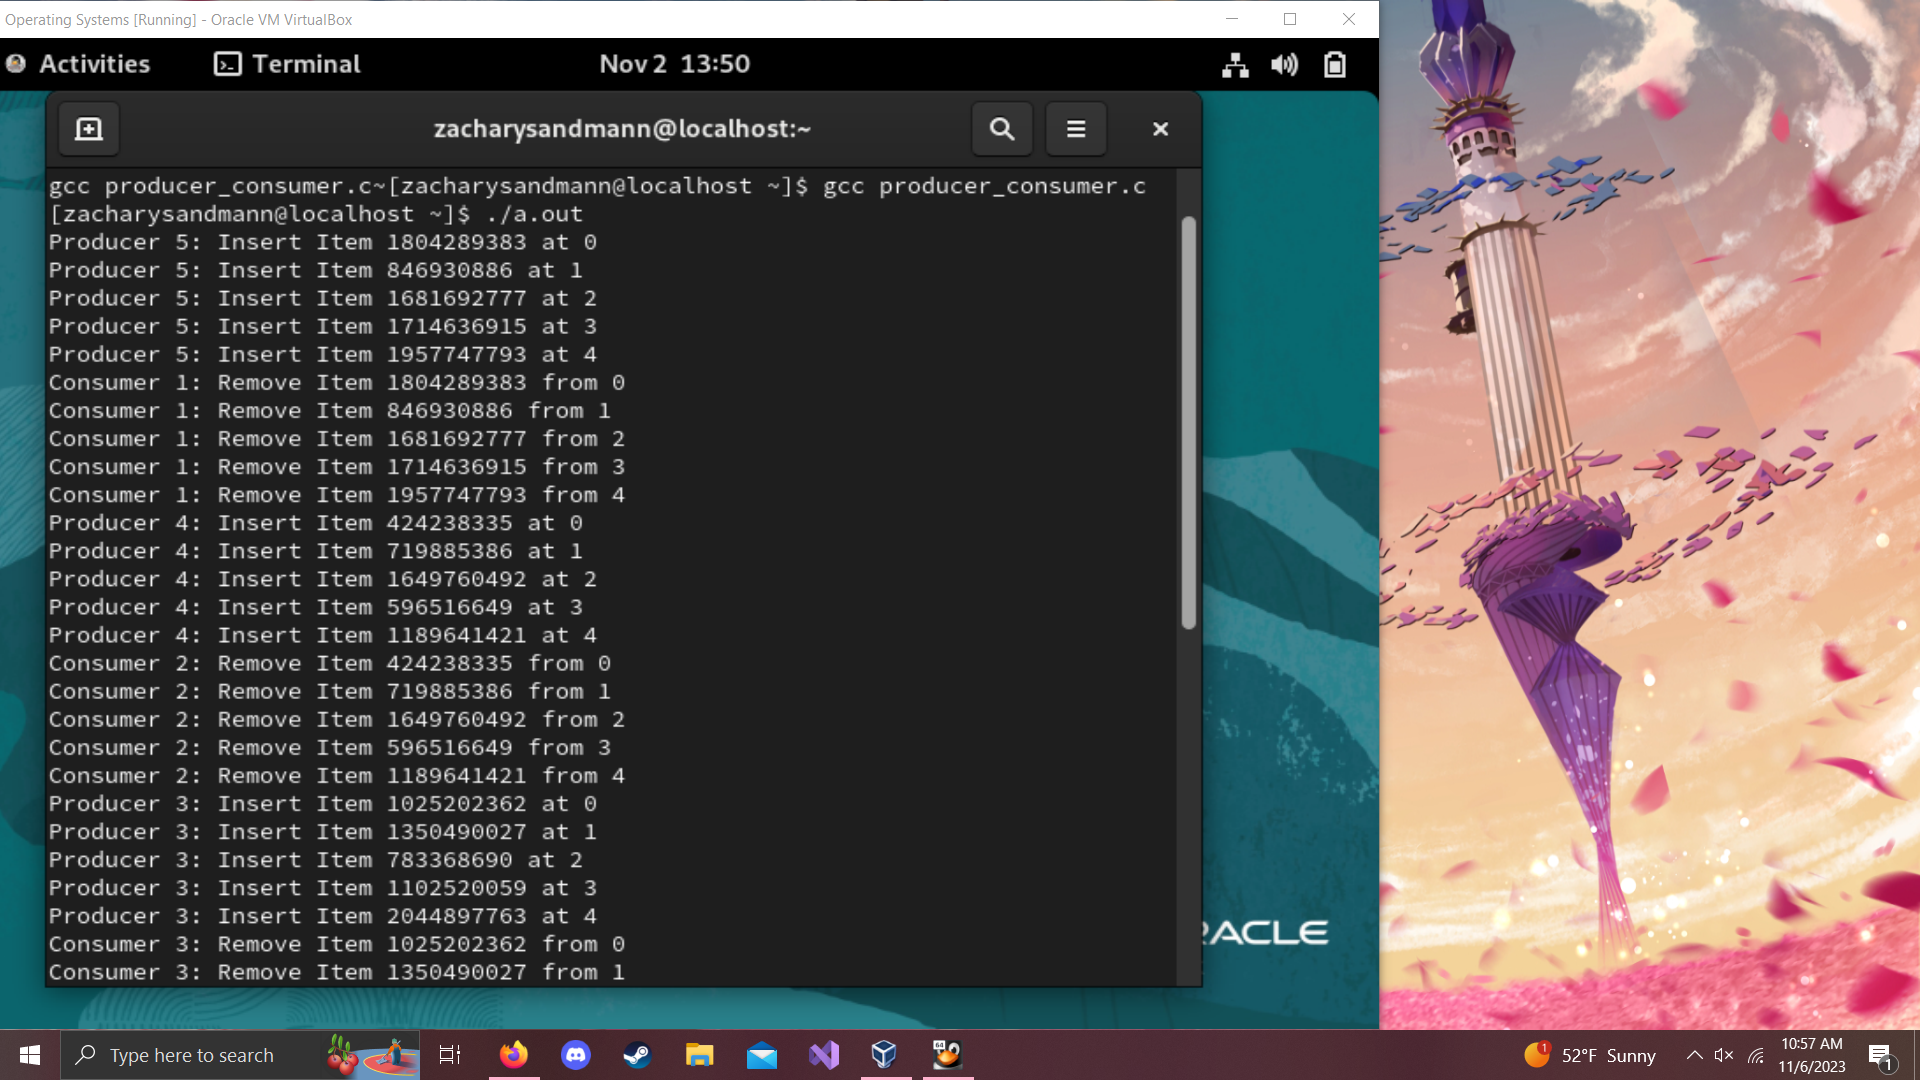 Operating Systems [Running] - Oracle VM VirtualBox
Activities Terminal Nov 2 13:50
zacharysandmann@localhost:~
gcc producer_consumer.c~[zacharysandmann@localhost ~]$ gcc producer_consumer.c
[zacharysandmann@localhost ~]$ ./a.out
Producer 5: Insert Item 1804289383 at 0
Producer 5: Insert Item 846930886 at 1
Producer 5: Insert Item 1681692777 at 2
Producer 5: Insert Item 1714636915 at 3
Producer 5: Insert Item 1957747793 at 4
Consumer 1: Remove Item 1804289383 from 0
Consumer 1: Remove Item 846930886 from 1
Consumer 1: Remove Item 1681692777 from 2
Consumer 1: Remove Item 1714636915 from 3
Consumer 1: Remove Item 1957747793 from 4
Producer 4: Insert Item 424238335 at 0
Producer 4: Insert Item 719885386 at 1
Producer 4: Insert Item 1649760492 at 2
Producer 4: Insert Item 596516649 at 3
Producer 4: Insert Item 1189641421 at 4
Consumer 2: Remove Item 424238335 from 0
Consumer 2: Remove Item 719885386 from 1
Consumer 2: Remove Item 1649760492 from 2
Consumer 2: Remove Item 596516649 from 3
Consumer 2: Remove Item 1189641421 from 4
Producer 3: Insert Item 1025202362 at 0
Producer 3: Insert Item 1350490027 at 1
Producer 3: Insert Item 783368690 at 2
Producer 3: Insert Item 1102520059 at 3
Producer 3: Insert Item 2044897763 at 4
Consumer 3: Remove Item 1025202362 from 0
Consumer 3: Remove Item 1350490027 from 1
RACLE
Type here to search
64
1
52°F Sunny
10:57 AM
11/6/2023
1